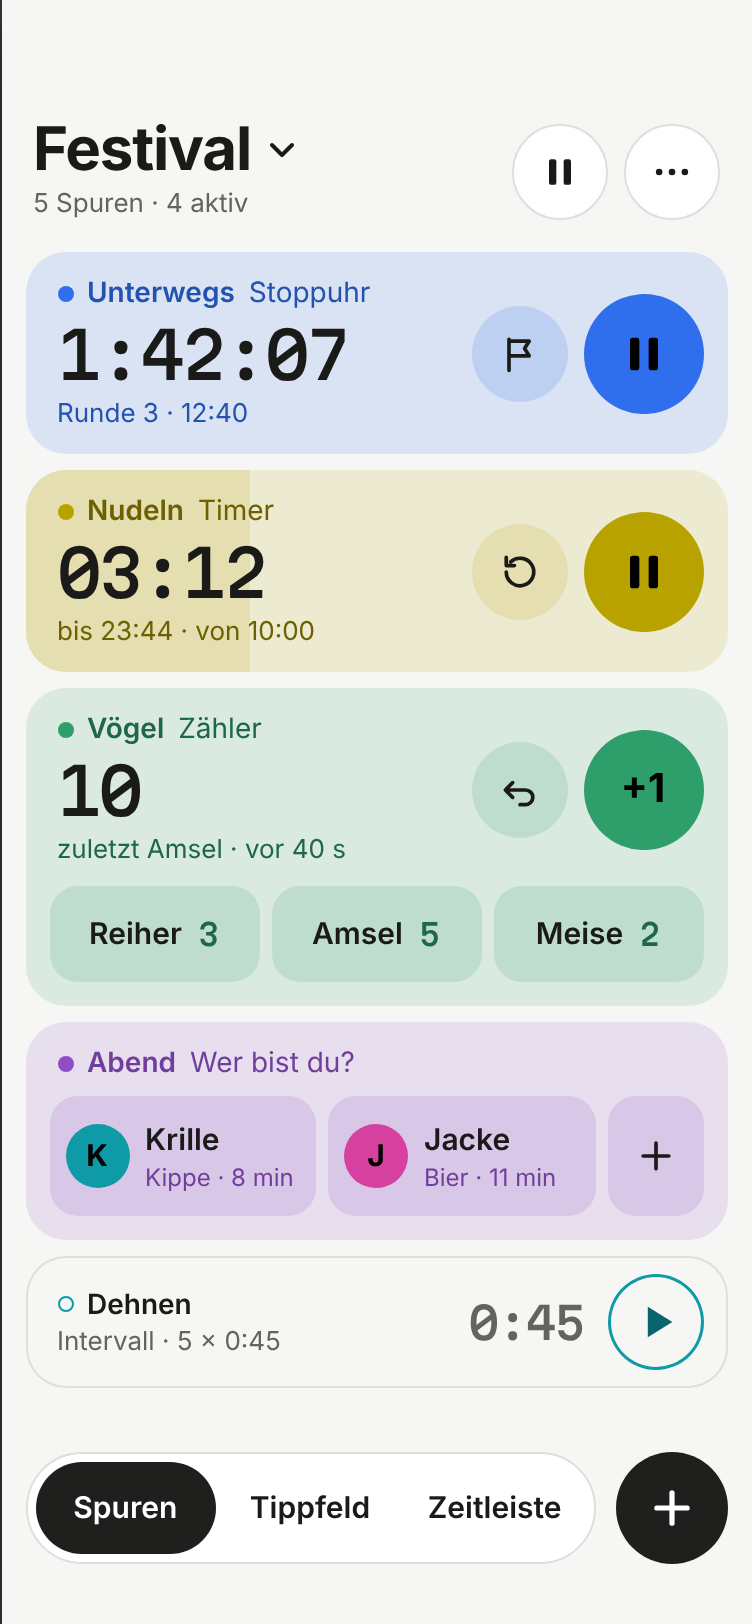 Festival
5 Spuren · 4 aktiv
Unterwegs Stoppuhr
1:42:07
Runde 3 · 12:40
Nudeln Timer
03:12
bis 23:44 · von 10:00
Vögel Zähler
10
+1
zuletzt Amsel · vor 40 s
Reiher 3 Amsel 5 Meise 2
Abend Wer bist du?
K Krille J Jacke
Kippe · 8 min Bier · 11 min
Dehnen
Intervall · 5 × 0:45
0:45
Spuren Tippfeld Zeitleiste